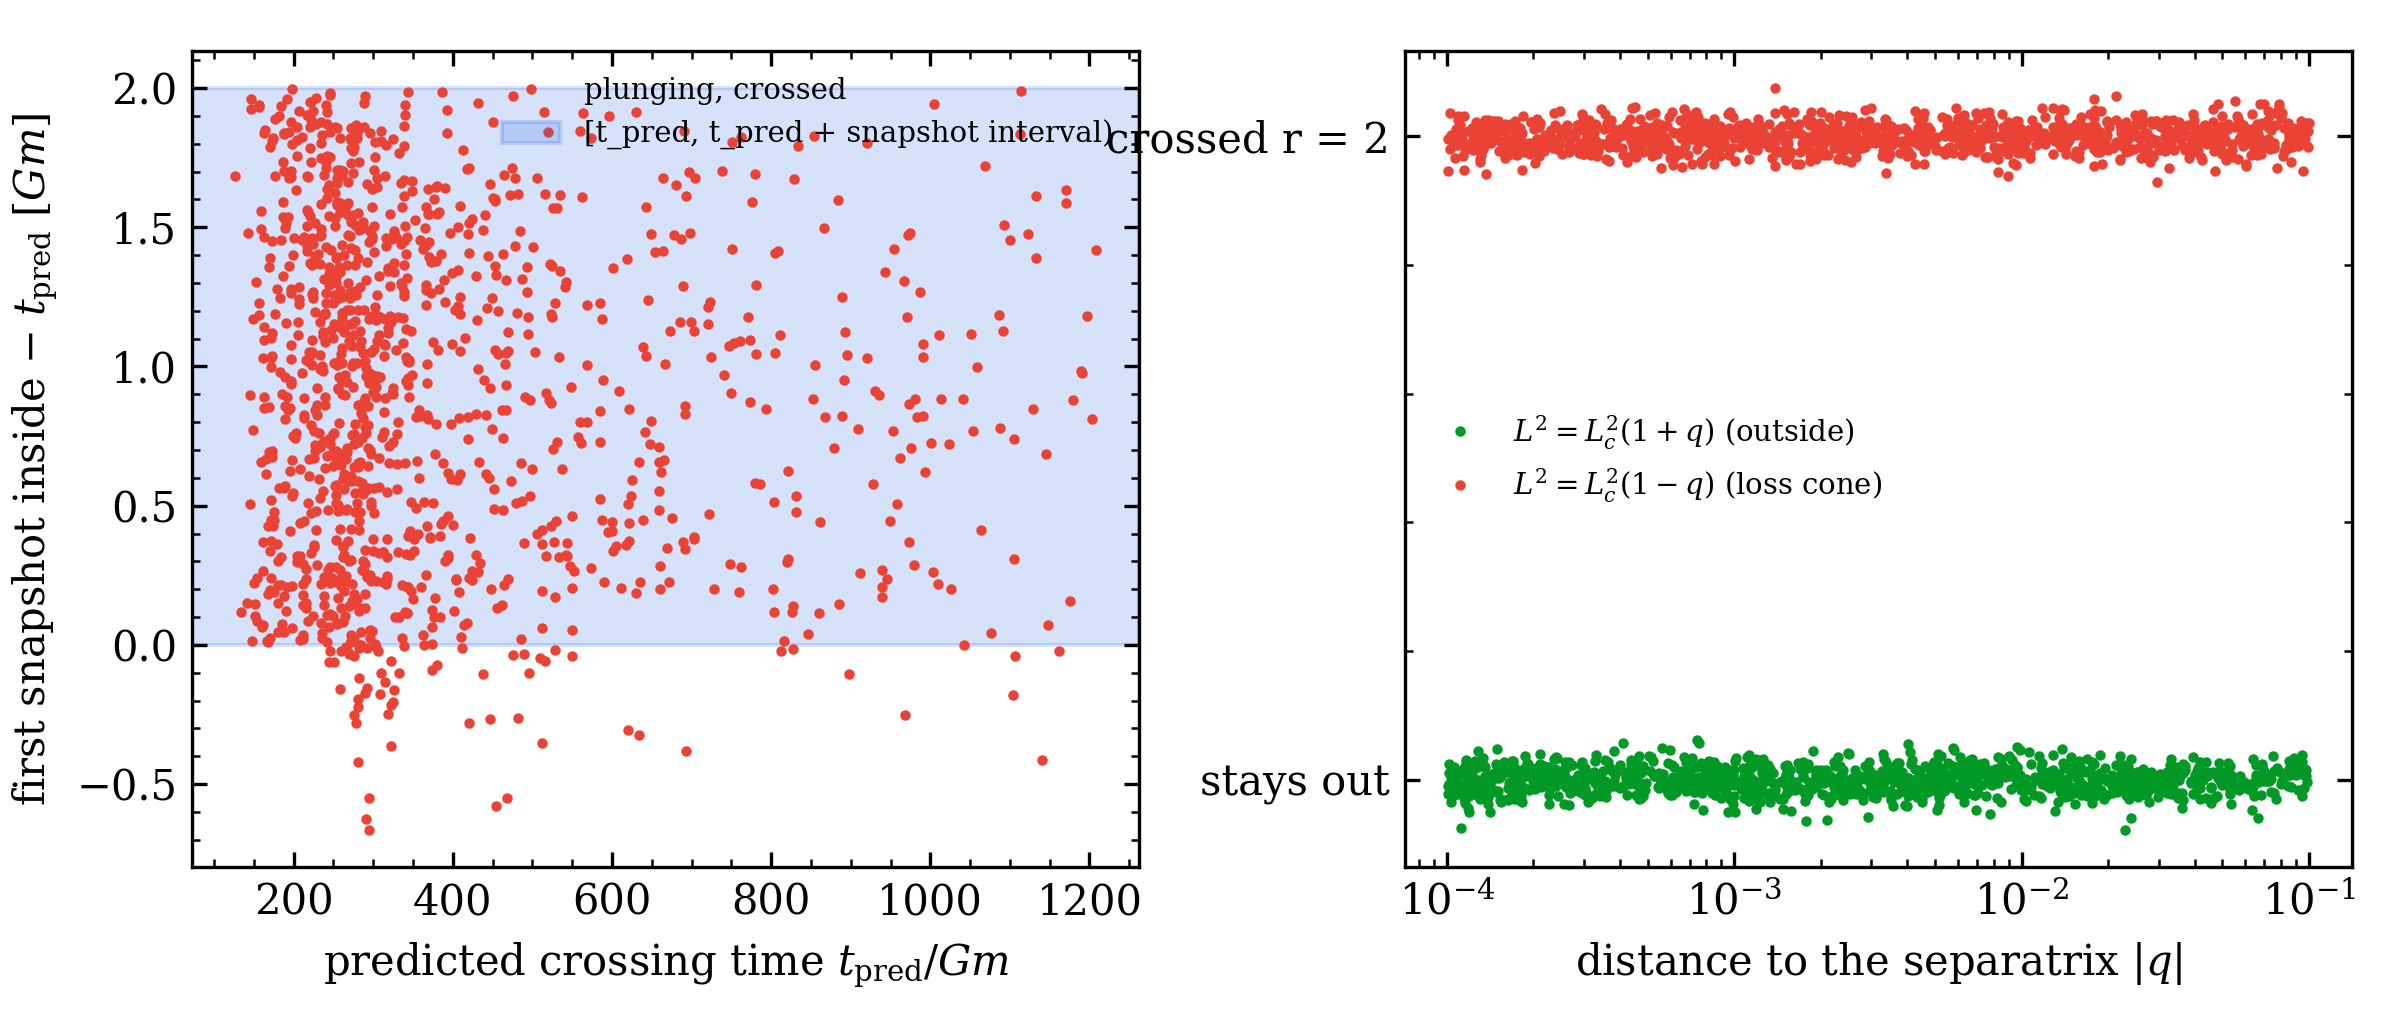 2.0
1.5
1.0
0.5
0.0
−0.5
first snapshot inside − t_pred [Gm]
plunging, crossed
[t_pred, t_pred + snapshot interval)
200 400 600 800 1000 1200
predicted crossing time t_pred/Gm
crossed r = 2
stays out
L² = L_c²(1 + q) (outside)
L² = L_c²(1 − q) (loss cone)
10⁻⁴ 10⁻³ 10⁻² 10⁻¹
distance to the separatrix |q|